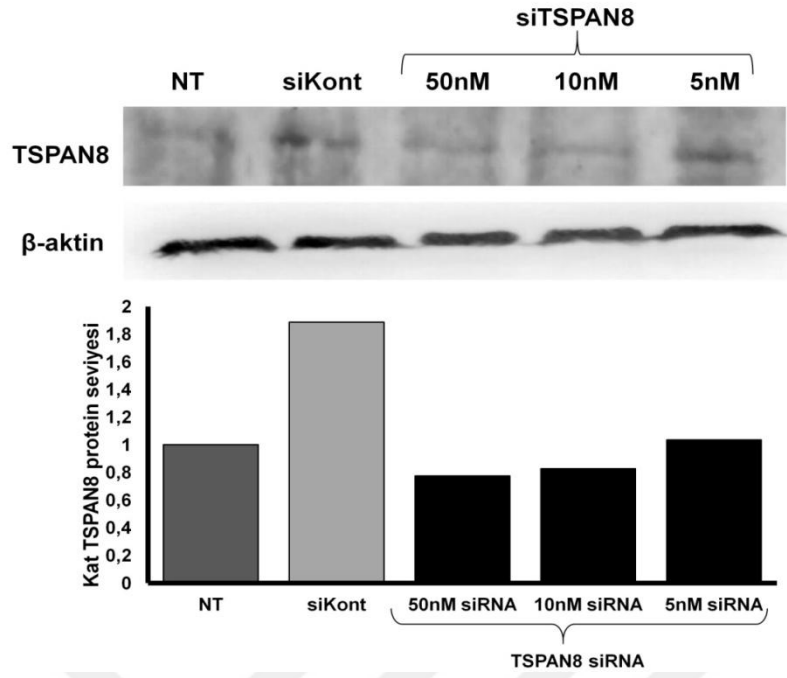 siTSPAN8
NT siKont 50nM 10nM 5nM
TSPAN8
β-aktin
Kat TSPAN8 protein seviyesi
2
1,8
1,6
1,4
1,2
1
0,8
0,6
0,4
0,2
0
NT siKont 50nM siRNA 10nM siRNA 5nM siRNA
TSPAN8 siRNA